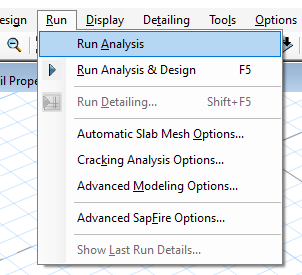 esign Run Display Detailing Tools Options
Run Analysis
il Prope
Run Analysis & Design F5
Run Detailing... Shift+F5
Automatic Slab Mesh Options...
Cracking Analysis Options...
Advanced Modeling Options...
Advanced SapFire Options...
Show Last Run Details...